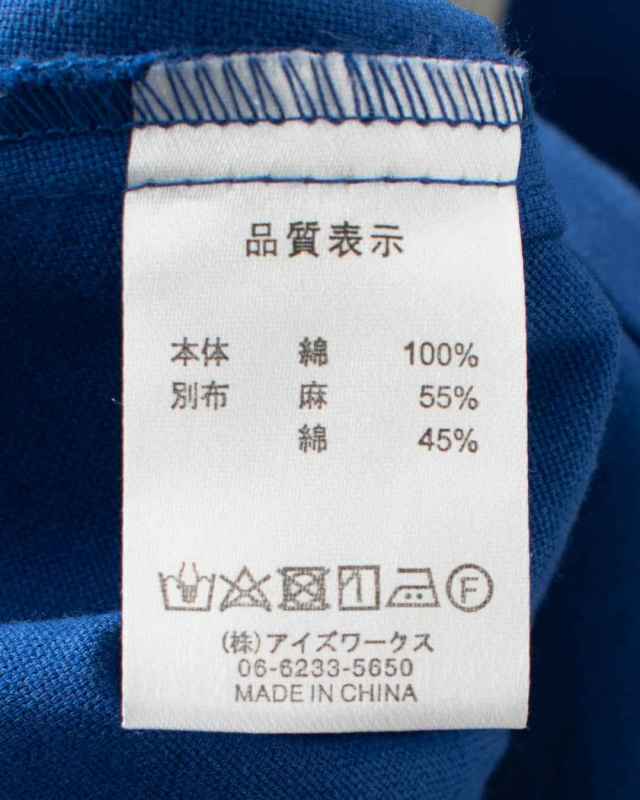 品質表示
本体 綿 100%
別布 麻 55%
綿 45%
F
(株)アイズワークス
06-6233-5650
MADE IN CHINA